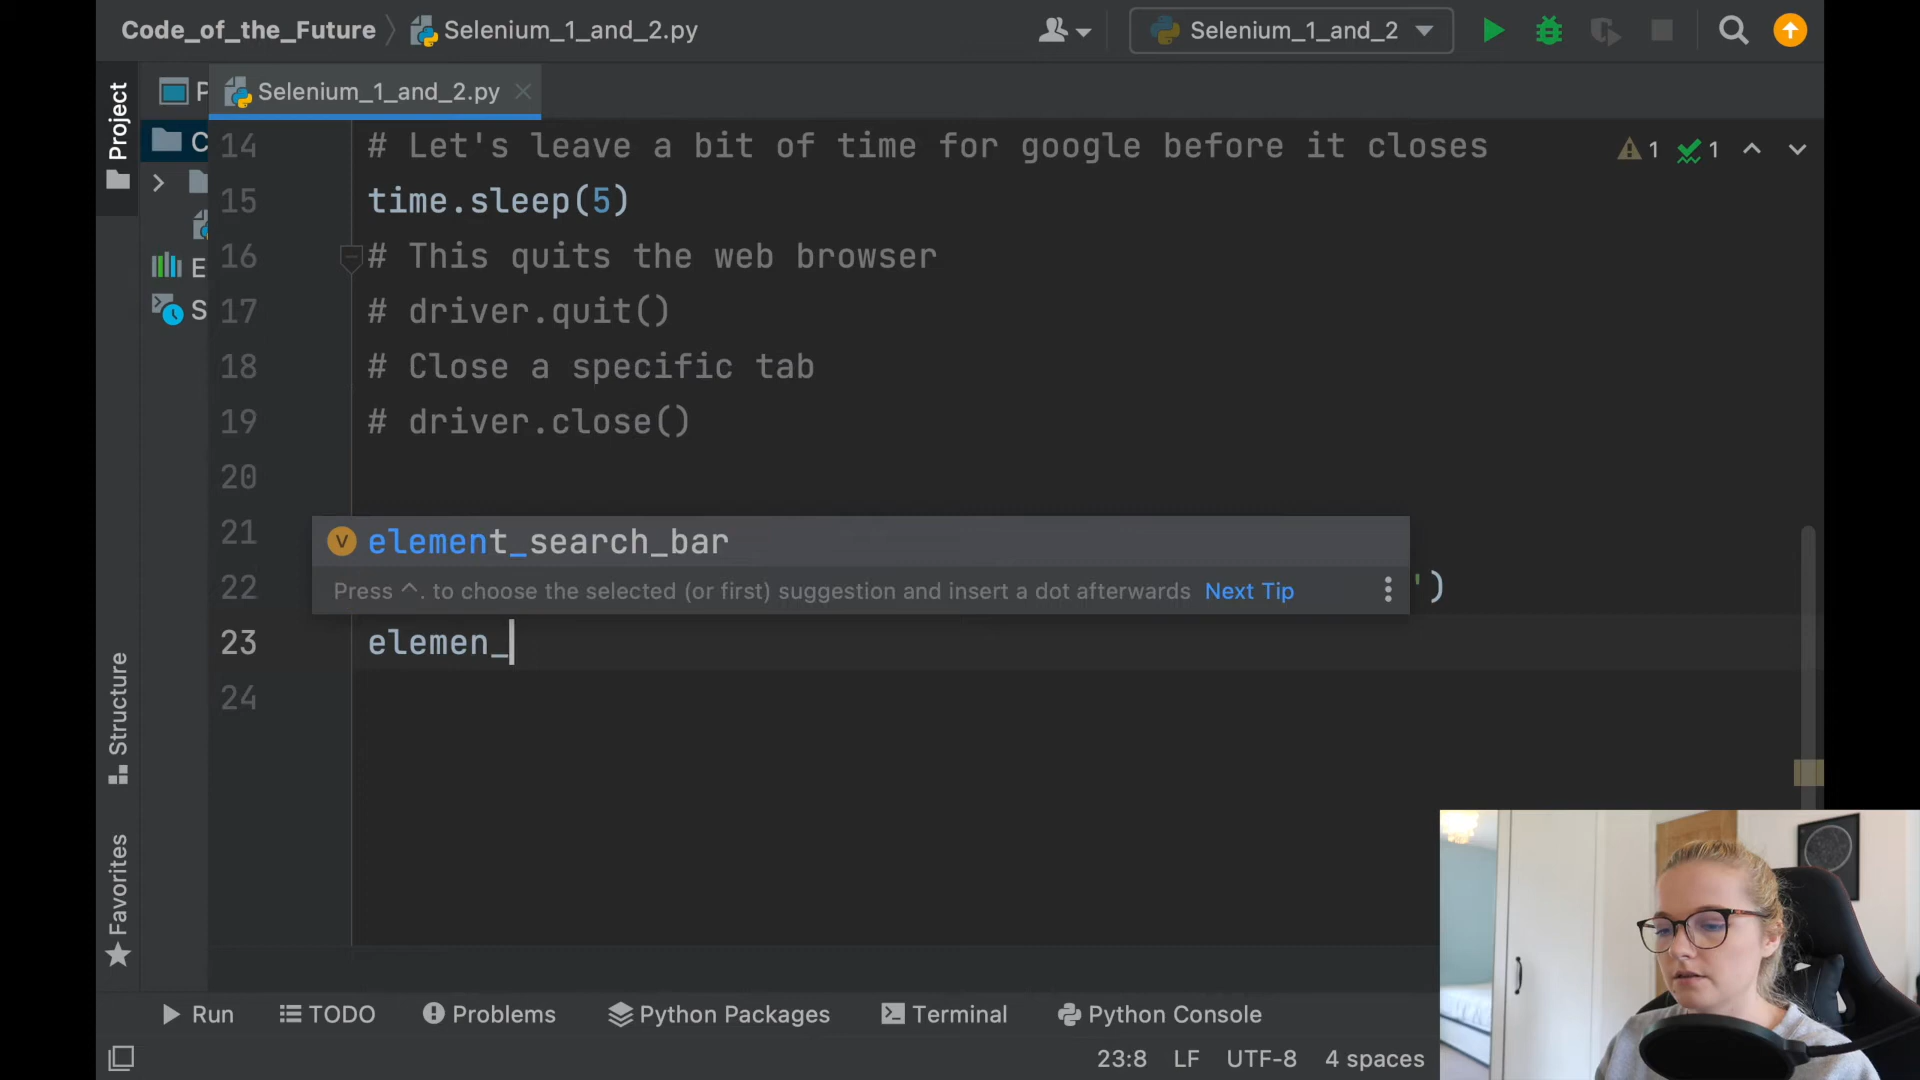 Code_of_the_Future
Selenium_1_and_2.py
Selenium_1_and_2
Project
P
Selenium_1_and_2.py
C
E
S
14 # Let's leave a bit of time for google before it closes
1 1
15 time.sleep(5)
16 # This quits the web browser
17 # driver.quit()
18 # Close a specific tab
19 # driver.close()
20
21
element_search_bar
Press ^. to choose the selected (or first) suggestion and insert a dot afterwards Next Tip
22 ')
23 elemen_
24
Structure
Favorites
Run TODO Problems Python Packages Terminal Python Console
23:8 LF UTF-8 4 spaces